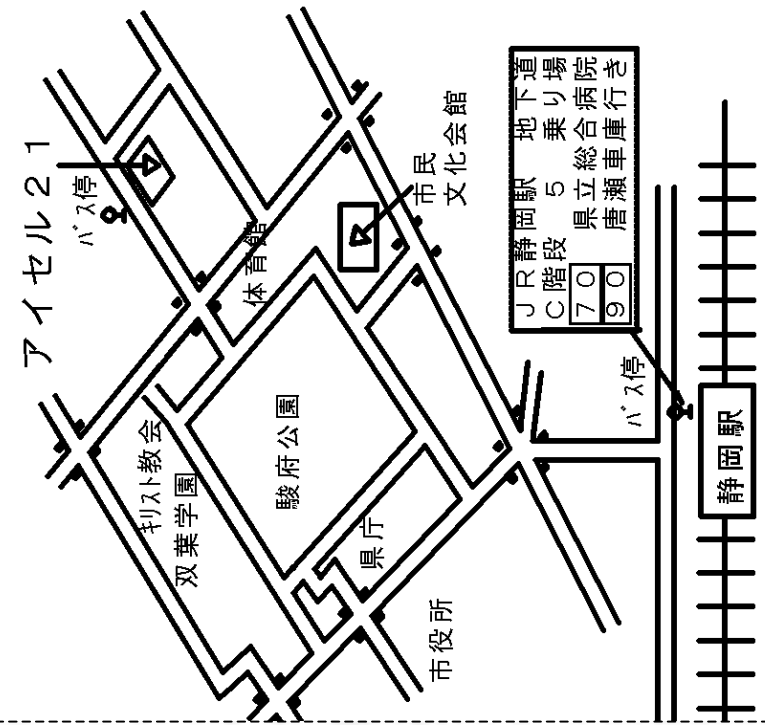 アイセル21
バス停
体育館
市民
文化会館
JR静岡駅 地下道
C階段 5 乗り場
70 県立総合病院
90 唐瀬車庫行き
キリスト教会
双葉学園
駿府公園
県庁
市役所
バス停
静岡駅